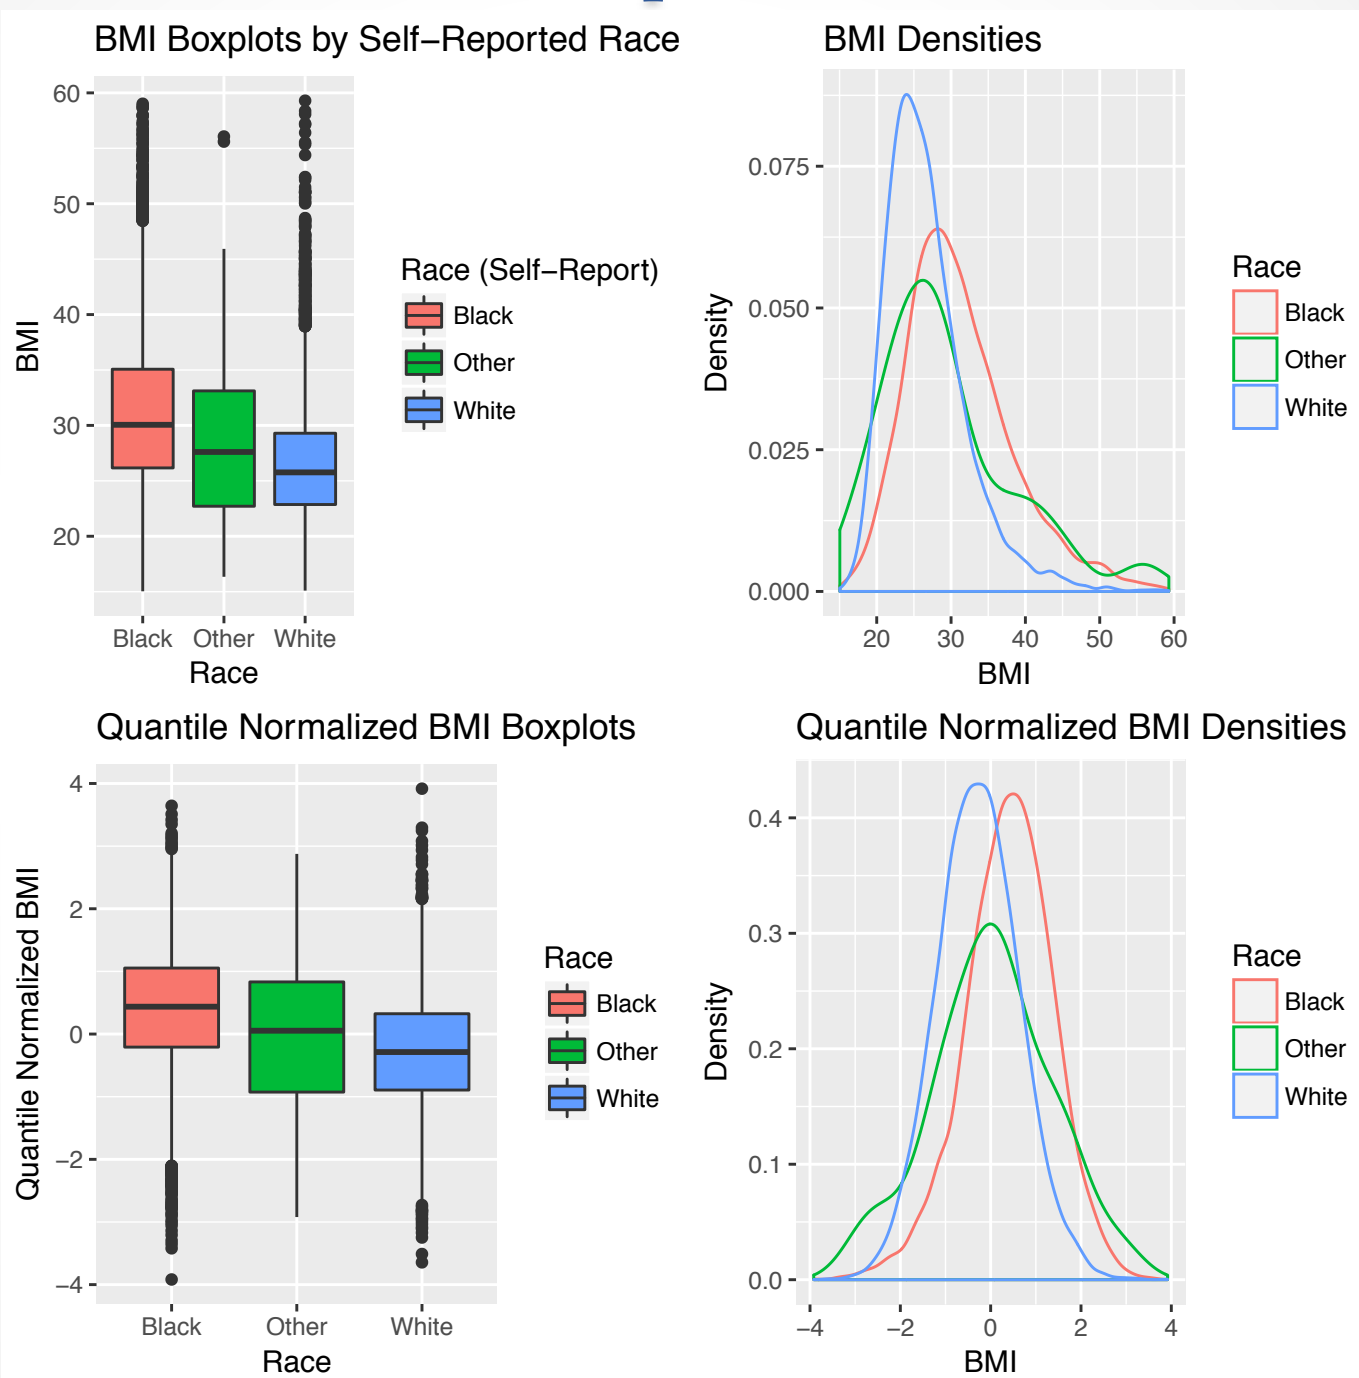 BMI Boxplots by Self−Reported Race
60
50
40
30
20
BMI
Black Other White
Race
Race (Self−Report)
Black
Other
White
BMI Densities
0.075
0.050
0.025
0.000
Density
20 30 40 50 60
BMI
Race
Black
Other
White
Quantile Normalized BMI Boxplots
4
2
0
−2
−4
Quantile Normalized BMI
Black Other White
Race
Race
Black
Other
White
Quantile Normalized BMI Densities
0.4
0.3
0.2
0.1
0.0
Density
−4 −2 0 2 4
BMI
Race
Black
Other
White